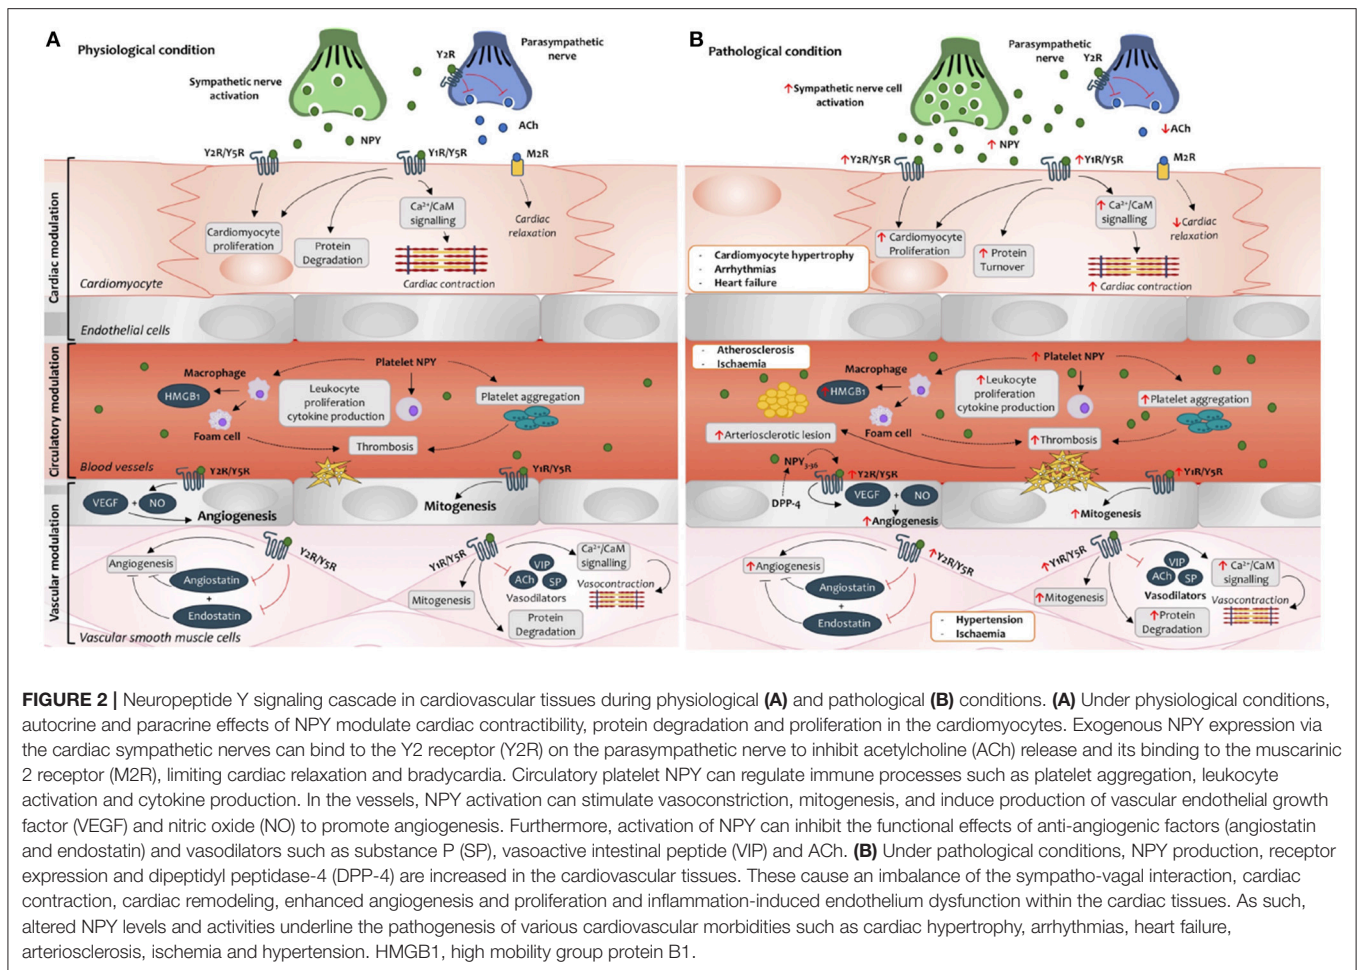 A
Physiological condition
Sympathetic nerve
activation
Y2R
Parasympathetic
nerve
ACh
NPY
Y2R/Y5R
Y1R/Y5R
M2R
Cardiac modulation
Cardiomyocyte
proliferation
Protein
Degradation
Ca²⁺/CaM
signalling
Cardiac
relaxation
Cardiac contraction
Cardiomyocyte
Endothelial cells
Circulatory modulation
Platelet NPY
Macrophage
HMGB1
Leukocyte
proliferation
cytokine production
Platelet aggregation
Foam cell
Thrombosis
Blood vessels
Y2R/Y5R
Y1R/Y5R
Vascular modulation
VEGF + NO
Angiogenesis
Mitogenesis
Y2R/Y5R
Angiogenesis
Angiostatin
+
Endostatin
Y1R/Y5R
Mitogenesis
VIP
ACh
SP
Vasodilators
Ca²⁺/CaM
signalling
Vasocontraction
Protein
Degradation
Vascular smooth muscle cells
B
Pathological condition
↑Sympathetic nerve cell
activation
Parasympathetic
nerve
Y2R
↓ACh
↑NPY
↑Y2R/Y5R
↑Y1R/Y5R
M2R
↑Cardiomyocyte
Proliferation
↑Protein
Turnover
↑Ca²⁺/CaM
signalling
↓Cardiac
relaxation
↑Cardiac contraction
- Cardiomyocyte hypertrophy
- Arrhythmias
- Heart failure
- Atherosclerosis
- Ischaemia
↑Platelet NPY
Macrophage
↑HMGB1
↑Leukocyte
proliferation
cytokine production
↑Platelet aggregation
Foam cell
↑Arteriosclerotic lesion
↑Thrombosis
NPY3-36
DPP-4
↑Y2R/Y5R
↑Y1R/Y5R
VEGF + NO
↑Angiogenesis
↑Mitogenesis
↑Y2R/Y5R
↑Angiogenesis
Angiostatin
+
Endostatin
↑Y1R/Y5R
↑Mitogenesis
VIP
ACh
SP
Vasodilators
↑Ca²⁺/CaM
signalling
Vasocontraction
↑Protein
Degradation
- Hypertension
- Ischaemia
FIGURE 2 | Neuropeptide Y signaling cascade in cardiovascular tissues during physiological (A) and pathological (B) conditions. (A) Under physiological conditions,
autocrine and paracrine effects of NPY modulate cardiac contractibility, protein degradation and proliferation in the cardiomyocytes. Exogenous NPY expression via
the cardiac sympathetic nerves can bind to the Y2 receptor (Y2R) on the parasympathetic nerve to inhibit acetylcholine (ACh) release and its binding to the muscarinic
2 receptor (M2R), limiting cardiac relaxation and bradycardia. Circulatory platelet NPY can regulate immune processes such as platelet aggregation, leukocyte
activation and cytokine production. In the vessels, NPY activation can stimulate vasoconstriction, mitogenesis, and induce production of vascular endothelial growth
factor (VEGF) and nitric oxide (NO) to promote angiogenesis. Furthermore, activation of NPY can inhibit the functional effects of anti-angiogenic factors (angiostatin
and endostatin) and vasodilators such as substance P (SP), vasoactive intestinal peptide (VIP) and ACh. (B) Under pathological conditions, NPY production, receptor
expression and dipeptidyl peptidase-4 (DPP-4) are increased in the cardiovascular tissues. These cause an imbalance of the sympatho-vagal interaction, cardiac
contraction, cardiac remodeling, enhanced angiogenesis and proliferation and inflammation-induced endothelium dysfunction within the cardiac tissues. As such,
altered NPY levels and activities underline the pathogenesis of various cardiovascular morbidities such as cardiac hypertrophy, arrhythmias, heart failure,
arteriosclerosis, ischemia and hypertension. HMGB1, high mobility group protein B1.